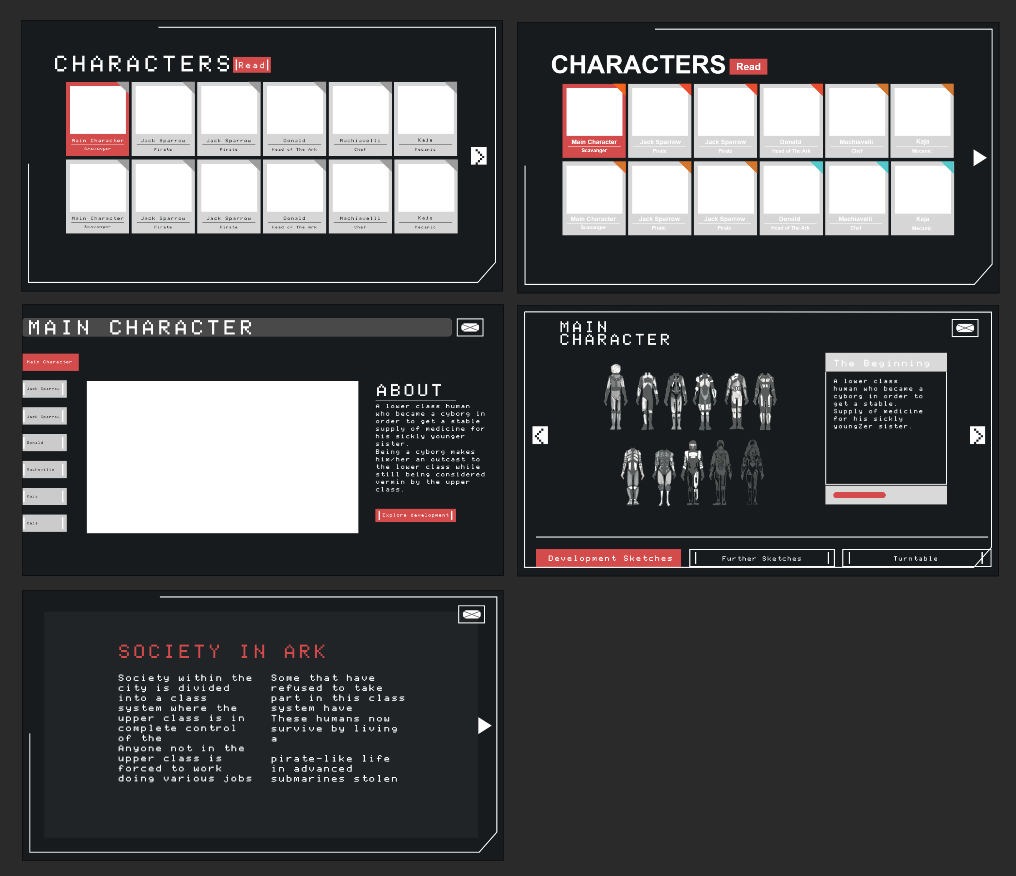 CHARACTERS
Read
Main Character Jack Sparrow Jack Sparrow Donald Machiavelli Kaja
Scavanger Pirate Pirate Head of The Ark Chef Mecanic
Main Character Jack Sparrow Jack Sparrow Donald Machiavelli Kaja
Scavanger Pirate Pirate Head of The Ark Chef Mecanic
CHARACTERS
Read
Main Character Jack Sparrow Jack Sparrow Donald Machiavelli Kaja
Scavanger Pirate Pirate Head of The Ark Chef Mecanic
Main Character Jack Sparrow Jack Sparrow Donald Machiavelli Kaja
Scavanger Pirate Pirate Head of The Ark Chef Mecanic
MAIN CHARACTER
Main Character
Jack Sparrow
Jack Sparrow
Donald
Kaja
Kaja
ABOUT
A lower class human
who became a cyborg in
order to get a stable
supply of medicine for
his sickly younger
sister.
Being a cyborg makes
him/her an outcast to
the lower class while
still being considered
vermin by the upper
class.
Explore development
MAIN
CHARACTER
The Beginning
A lower class
human who became a
cyborg in order to
get a stable.
Supply of medicine
for his sickly
youngZer sister.
Development Sketches
Further Sketches
Turntable
SOCIETY IN ARK
Society within the
city is divided
into a class
system where the
upper class is in
complete control
of the
Anyone not in the
upper class is
forced to work
doing various jobs
Some that have
refused to take
part in this class
system have
These humans now
survive by living
a
pirate-like life
in advanced
submarines stolen